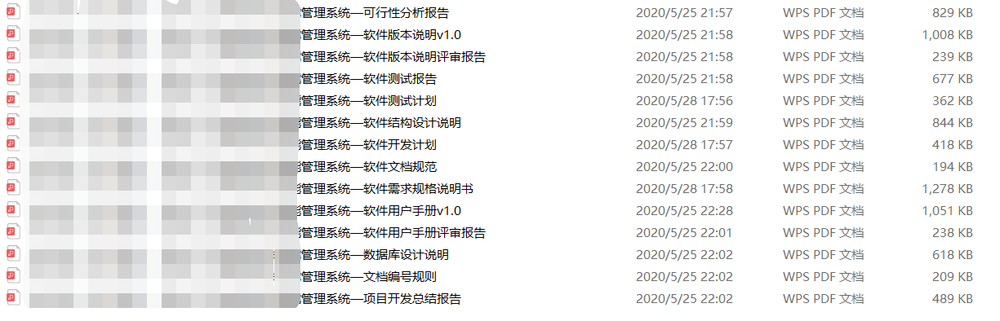 管理系统—可行性分析报告 2020/5/25 21:57 WPS PDF 文档 829 KB
管理系统—软件版本说明v1.0 2020/5/25 21:58 WPS PDF 文档 1,008 KB
管理系统—软件版本说明评审报告 2020/5/25 21:58 WPS PDF 文档 239 KB
管理系统—软件测试报告 2020/5/25 21:58 WPS PDF 文档 677 KB
管理系统—软件测试计划 2020/5/28 17:56 WPS PDF 文档 362 KB
管理系统—软件结构设计说明 2020/5/25 21:59 WPS PDF 文档 844 KB
管理系统—软件开发计划 2020/5/28 17:57 WPS PDF 文档 418 KB
管理系统—软件文档规范 2020/5/25 22:00 WPS PDF 文档 194 KB
管理系统—软件需求规格说明书 2020/5/28 17:58 WPS PDF 文档 1,278 KB
管理系统—软件用户手册v1.0 2020/5/25 22:28 WPS PDF 文档 1,051 KB
管理系统—软件用户手册评审报告 2020/5/25 22:01 WPS PDF 文档 238 KB
管理系统—数据库设计说明 2020/5/25 22:02 WPS PDF 文档 618 KB
管理系统—文档编号规则 2020/5/25 22:02 WPS PDF 文档 209 KB
管理系统—项目开发总结报告 2020/5/25 22:02 WPS PDF 文档 489 KB